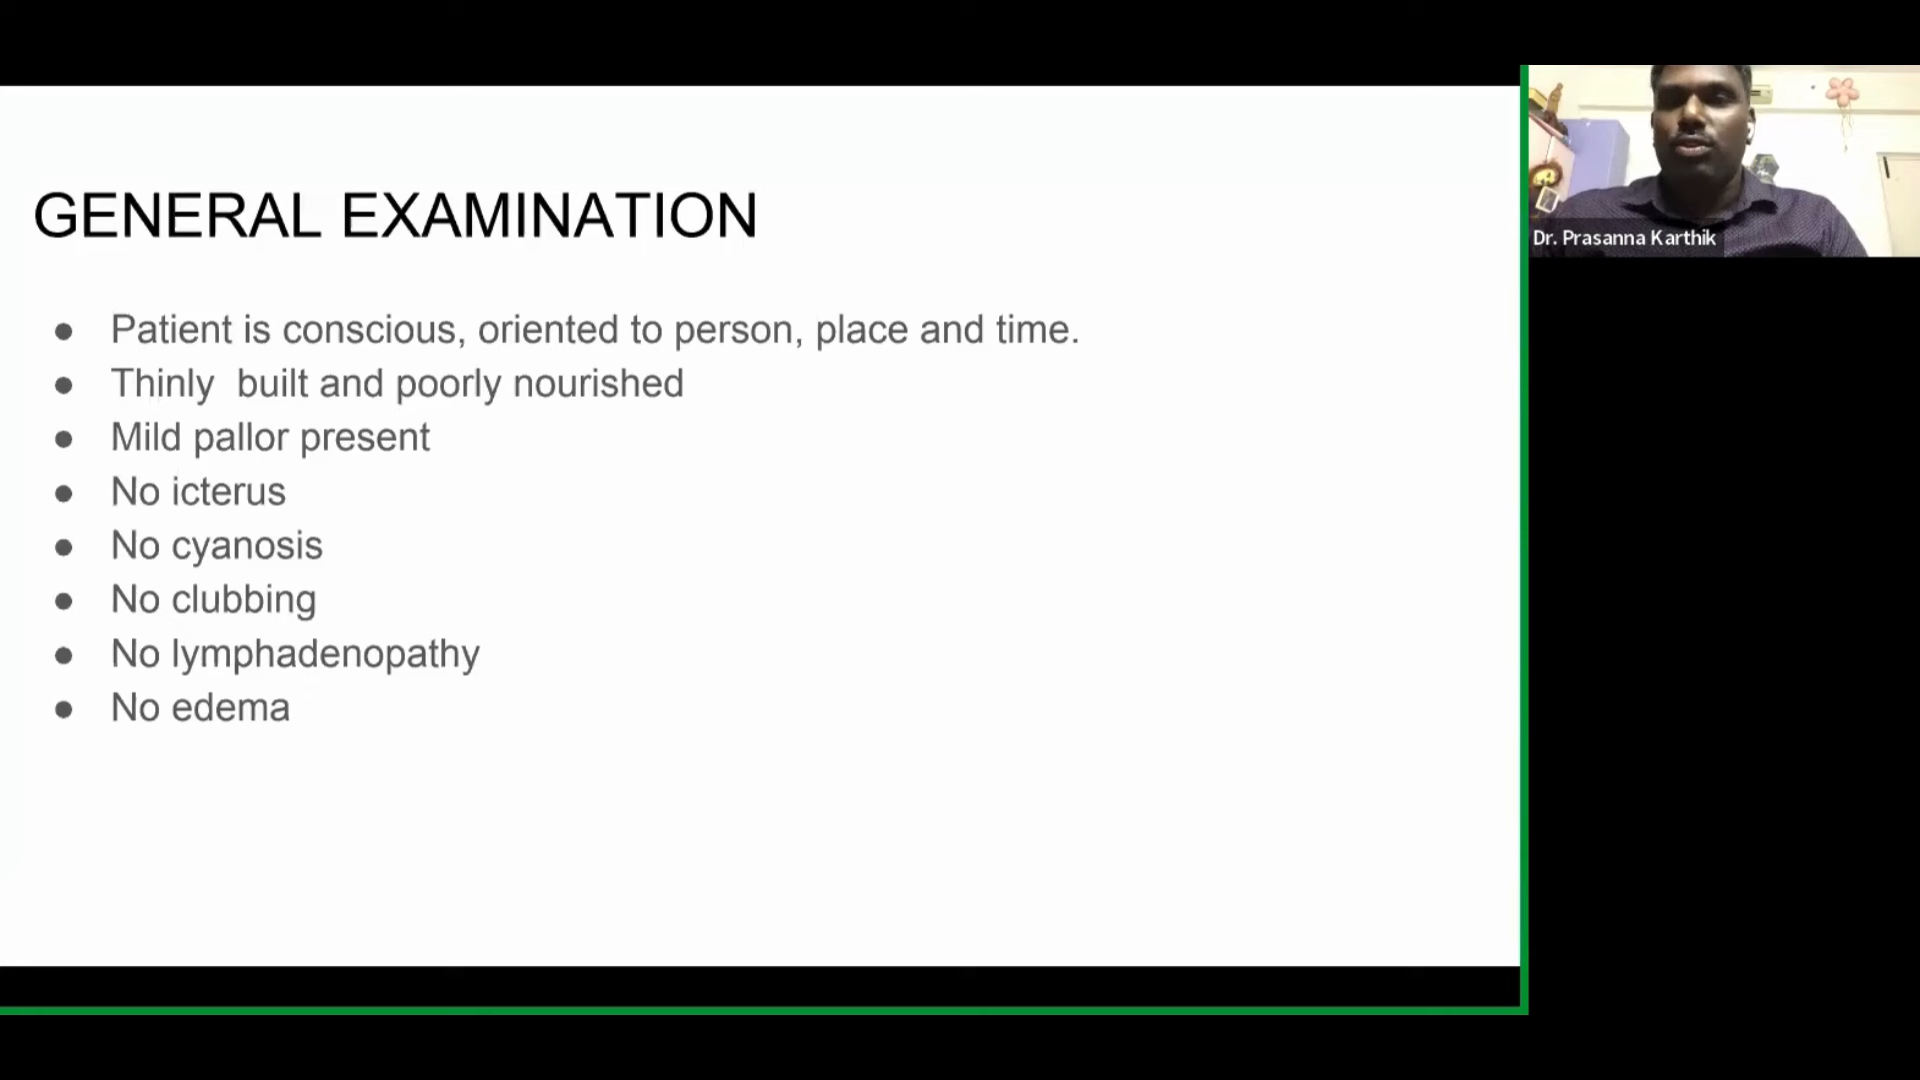 GENERAL EXAMINATION
● Patient is conscious, oriented to person, place and time.
● Thinly  built and poorly nourished
● Mild pallor present
● No icterus
● No cyanosis
● No clubbing
● No lymphadenopathy
● No edema
Dr. Prasanna Karthik